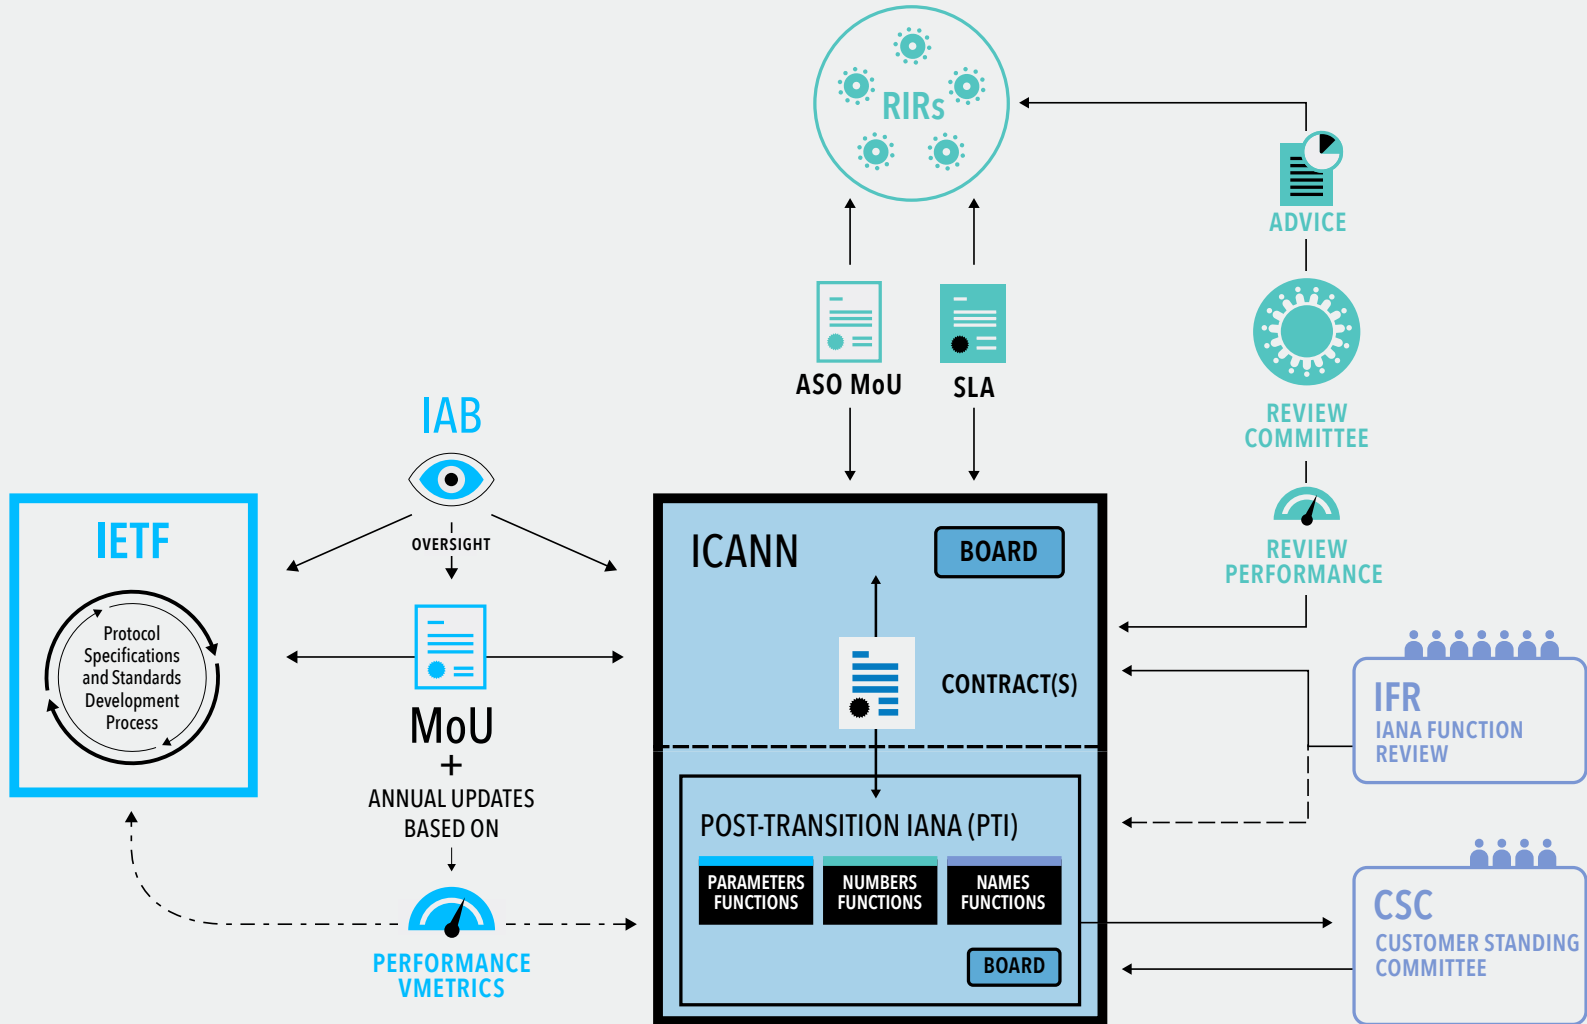 RIRs
ADVICE
ASO MoU
SLA
REVIEW
COMMITTEE
REVIEW
PERFORMANCE
IAB
OVERSIGHT
IETF
Protocol
Specifications
and Standards
Development
Process
MoU
+
ANNUAL UPDATES
BASED ON
PERFORMANCE
VMETRICS
ICANN
BOARD
CONTRACT(S)
POST-TRANSITION IANA (PTI)
PARAMETERS
FUNCTIONS
NUMBERS
FUNCTIONS
NAMES
FUNCTIONS
BOARD
IFR
IANA FUNCTION
REVIEW
CSC
CUSTOMER STANDING
COMMITTEE